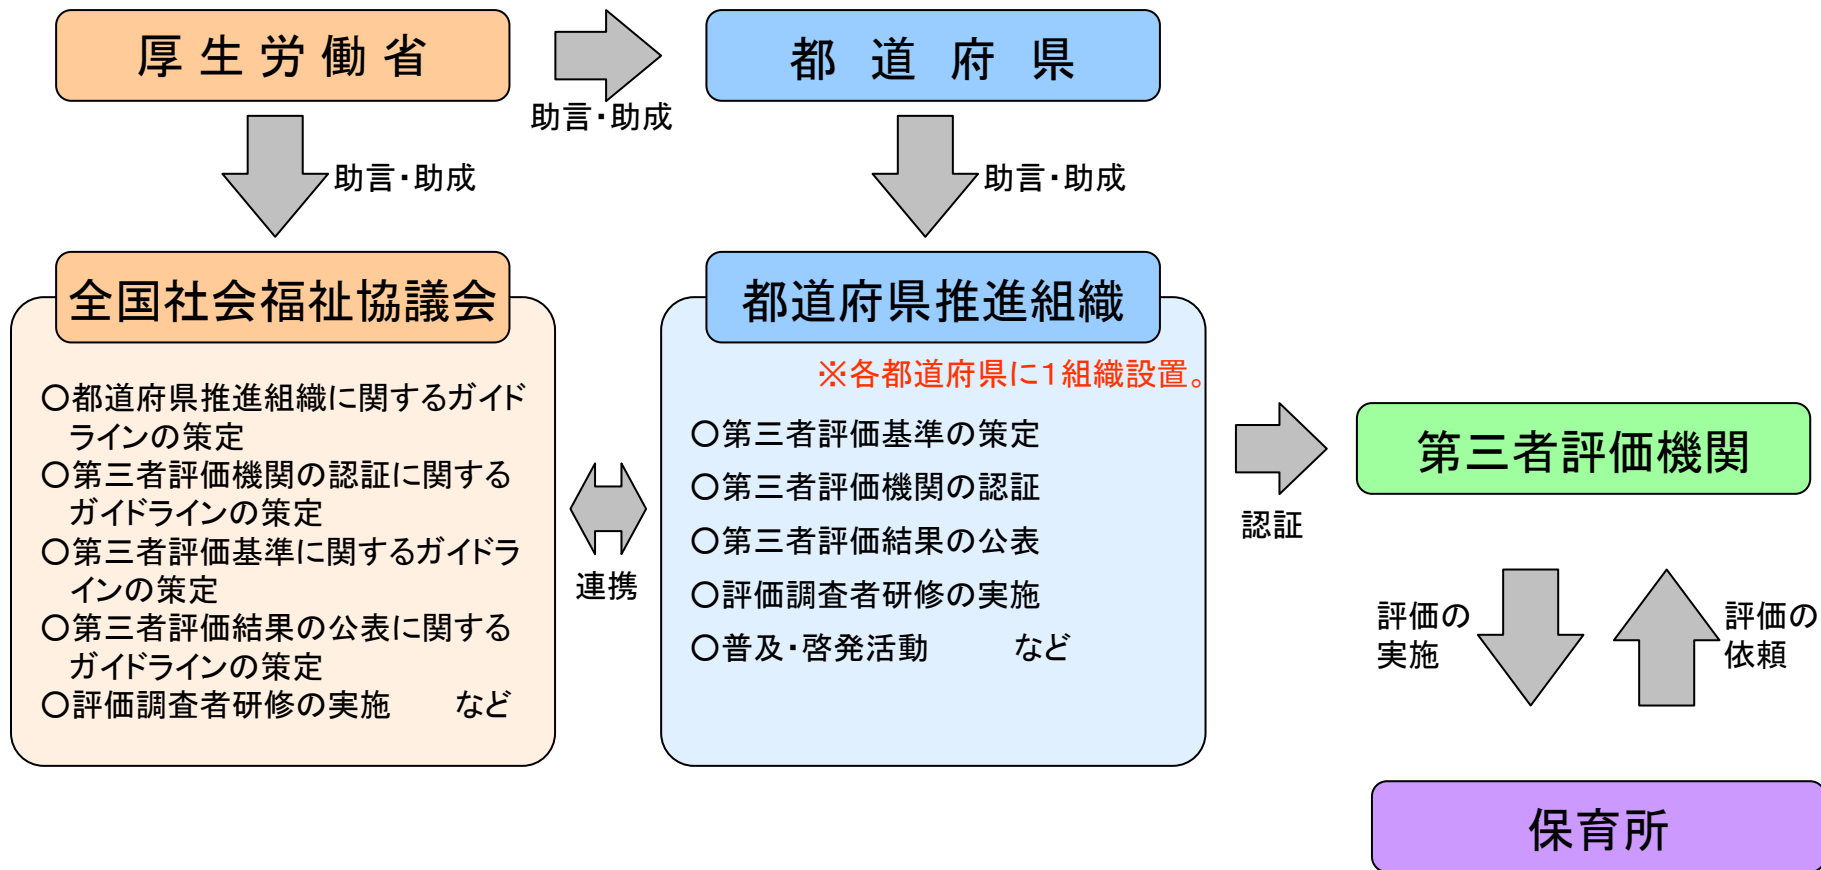 厚生労働省
都道府県
助言・助成
助言・助成
助言・助成
全国社会福祉協議会
○都道府県推進組織に関するガイド
ラインの策定
○第三者評価機関の認証に関する
ガイドラインの策定
○第三者評価基準に関するガイドラ
インの策定
○第三者評価結果の公表に関する
ガイドラインの策定
○評価調査者研修の実施　　など
連携
都道府県推進組織
※各都道府県に１組織設置。
○第三者評価基準の策定
○第三者評価機関の認証
○第三者評価結果の公表
○評価調査者研修の実施
○普及・啓発活動　　　など
認証
第三者評価機関
評価の
実施
評価の
依頼
保育所